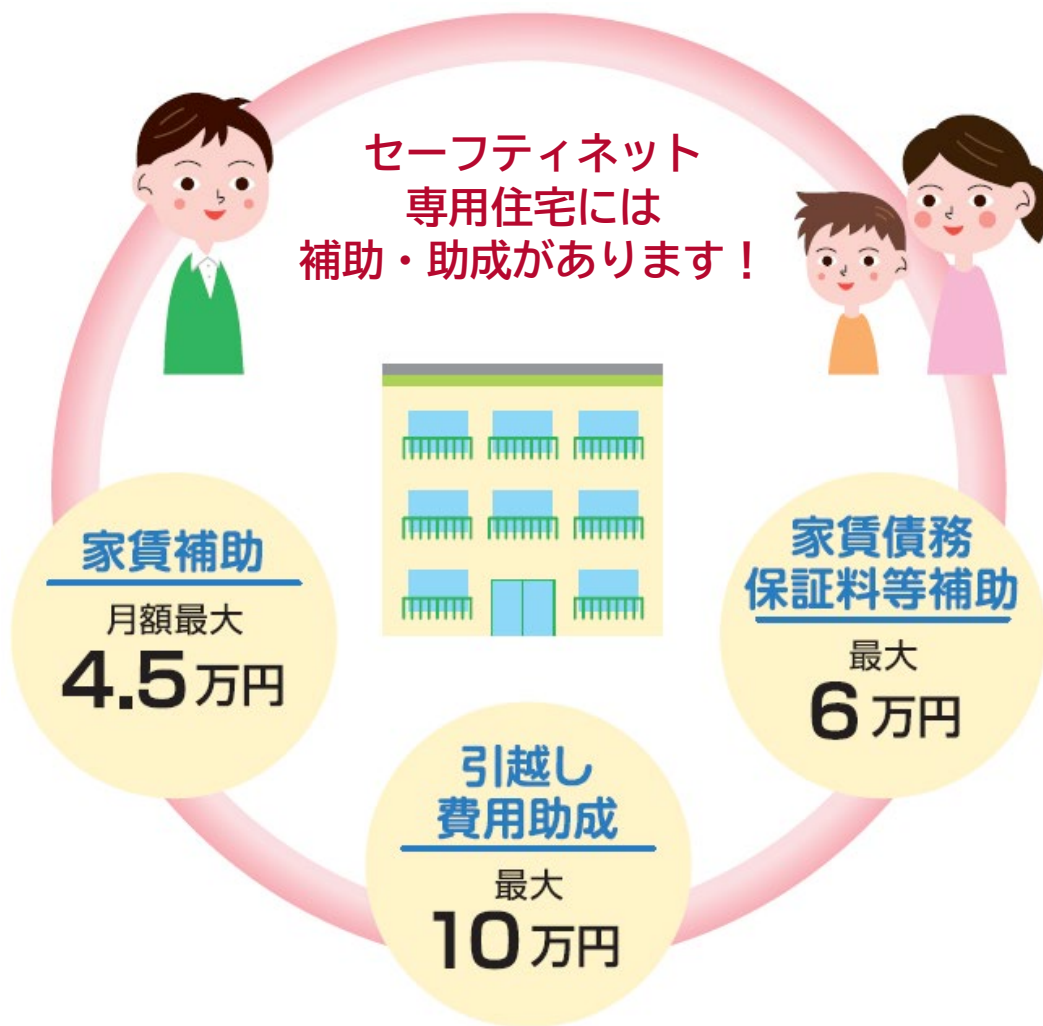 セーフティネット
専用住宅には
補助・助成があります！
家賃補助
月額最大
4.5万円
家賃債務
保証料等補助
最大
6万円
引越し
費用助成
最大
10万円